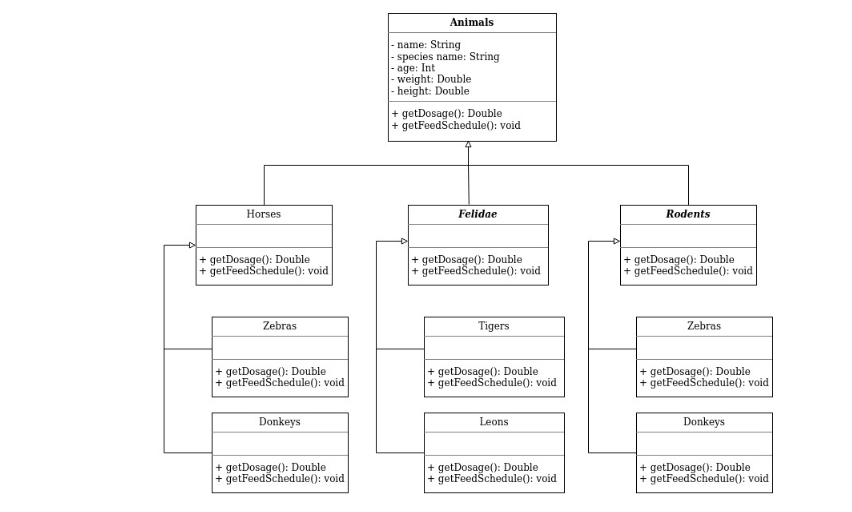 Animals
- name: String
- species name: String
- age: Int
- weight: Double
- height: Double
+ getDosage(): Double
+ getFeedSchedule(): void
Horses
+ getDosage(): Double
+ getFeedSchedule(): void
Felidae
+ getDosage(): Double
+ getFeedSchedule(): void
Rodents
+ getDosage(): Double
+ getFeedSchedule(): void
Zebras
+ getDosage(): Double
+ getFeedSchedule(): void
Tigers
+ getDosage(): Double
+ getFeedSchedule(): void
Zebras
+ getDosage(): Double
+ getFeedSchedule(): void
Donkeys
+ getDosage(): Double
+ getFeedSchedule(): void
Leons
+ getDosage(): Double
+ getFeedSchedule(): void
Donkeys
+ getDosage(): Double
+ getFeedSchedule(): void